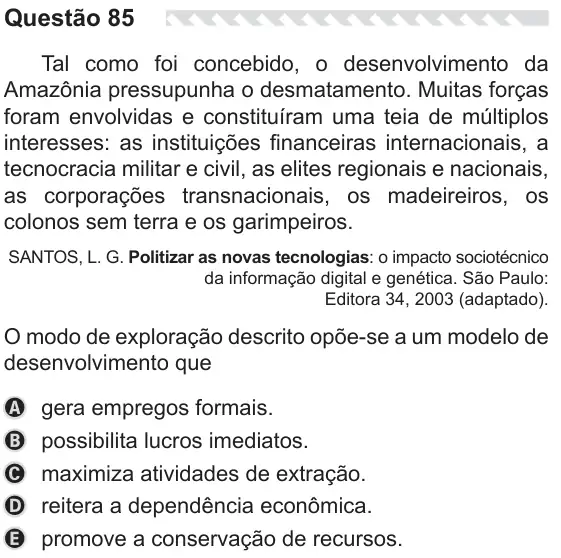 Questão 85
Tal como foi concebido, o desenvolvimento da
Amazônia pressupunha o desmatamento. Muitas forças
foram envolvidas e constituíram uma teia de múltiplos
interesses: as instituições financeiras internacionais, a
tecnocracia militar e civil, as elites regionais e nacionais,
as corporações transnacionais, os madeireiros, os
colonos sem terra e os garimpeiros.
SANTOS, L. G. Politizar as novas tecnologias: o impacto sociotécnico
da informação digital e genética. São Paulo:
Editora 34, 2003 (adaptado).
O modo de exploração descrito opõe-se a um modelo de
desenvolvimento que
A gera empregos formais.
B possibilita lucros imediatos.
C maximiza atividades de extração.
D reitera a dependência econômica.
E promove a conservação de recursos.